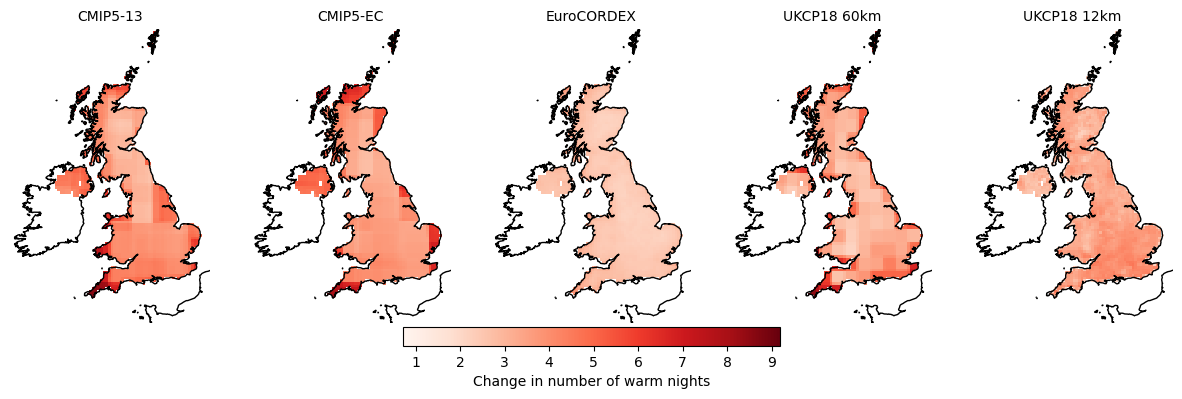 CMIP5-13
CMIP5-EC
EuroCORDEX
UKCP18 60km
UKCP18 12km
1 2 3 4 5 6 7 8 9
Change in number of warm nights